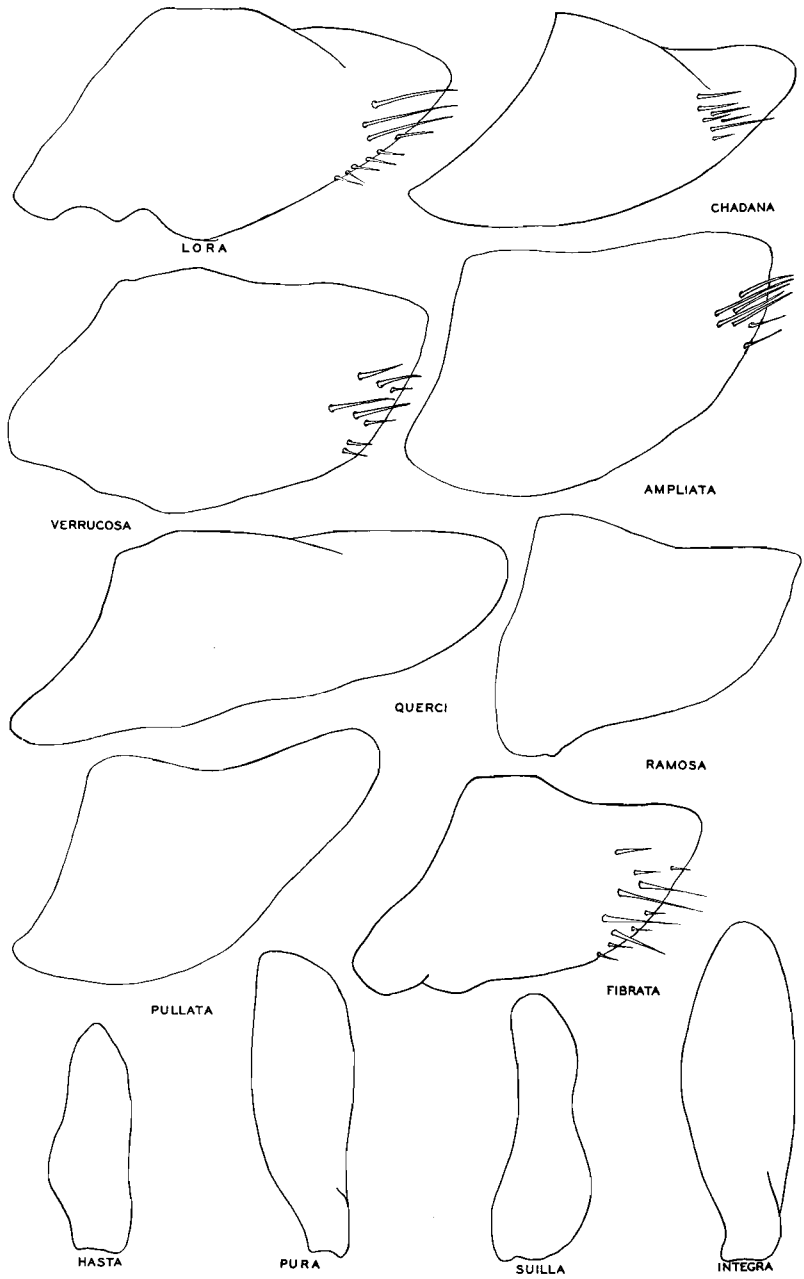 LORA
CHADANA
VERRUCOSA
AMPLIATA
QUERCI
RAMOSA
PULLATA
FIBRATA
HASTA
PURA
SUILLA
INTEGRA